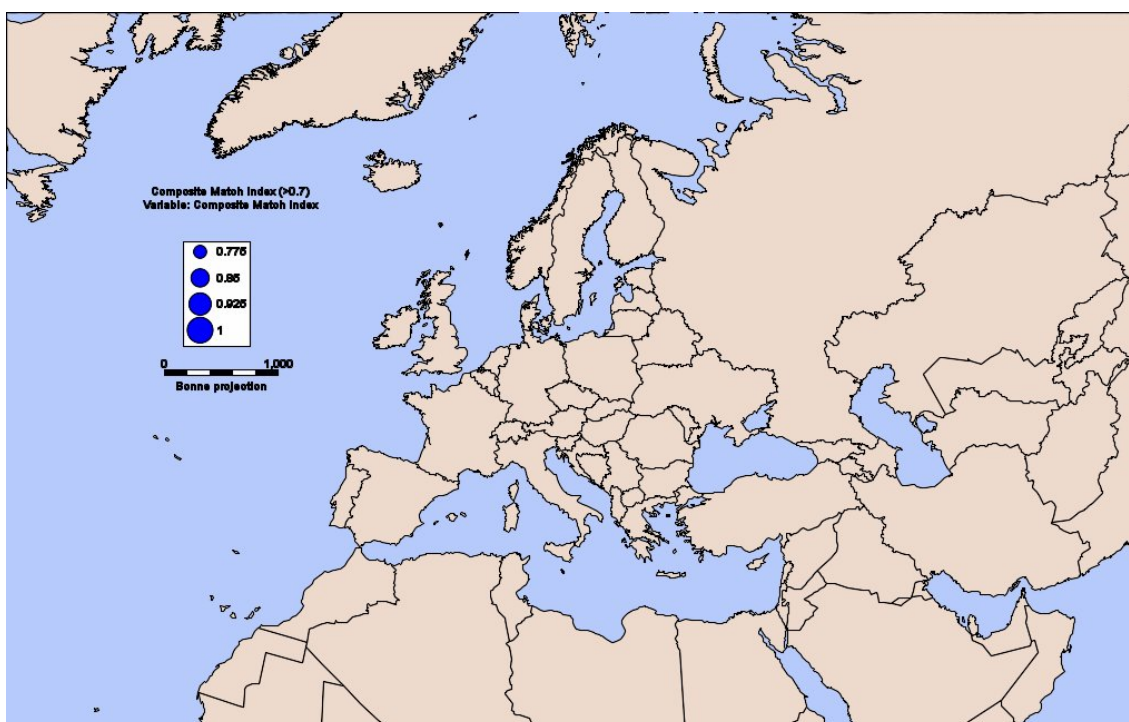 Composite Match Index (>0.7)
Variable: Composite Match Index
0.775
0.85
0.925
1
0 1,000
Bonne projection